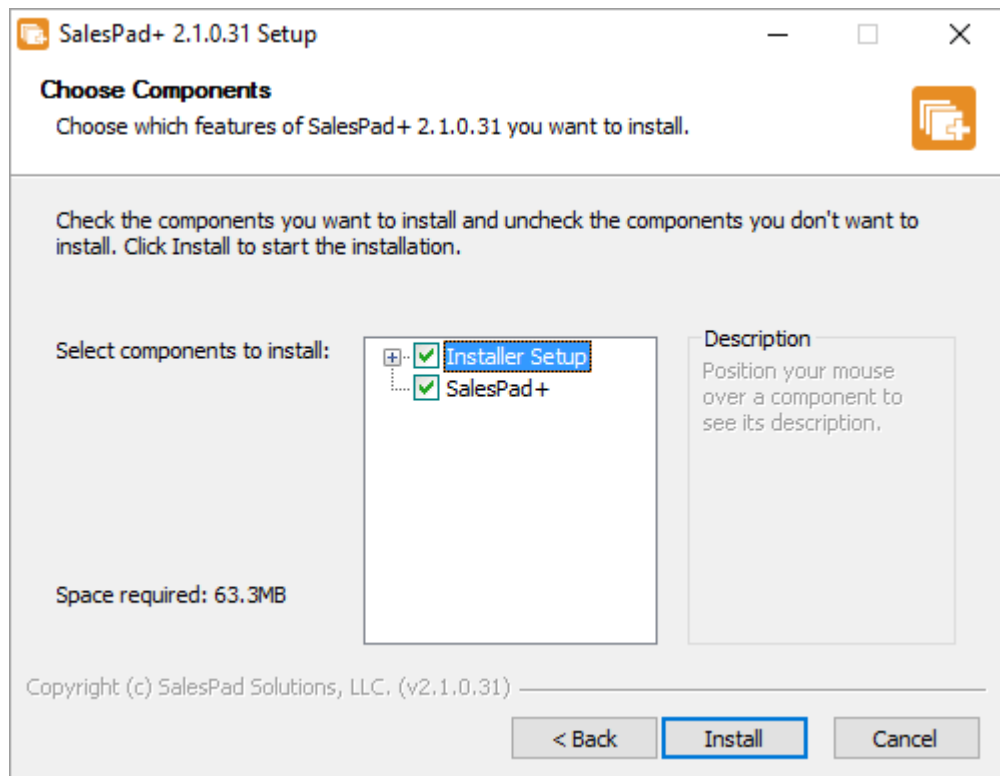 SalesPad+ 2.1.0.31 Setup
Choose Components
Choose which features of SalesPad+ 2.1.0.31 you want to install.
Check the components you want to install and uncheck the components you don't want to
install. Click Install to start the installation.
Select components to install:
Installer Setup
SalesPad+
Description
Position your mouse
over a component to
see its description.
Space required: 63.3MB
Copyright (c) SalesPad Solutions, LLC. (v2.1.0.31)
< Back
Install
Cancel